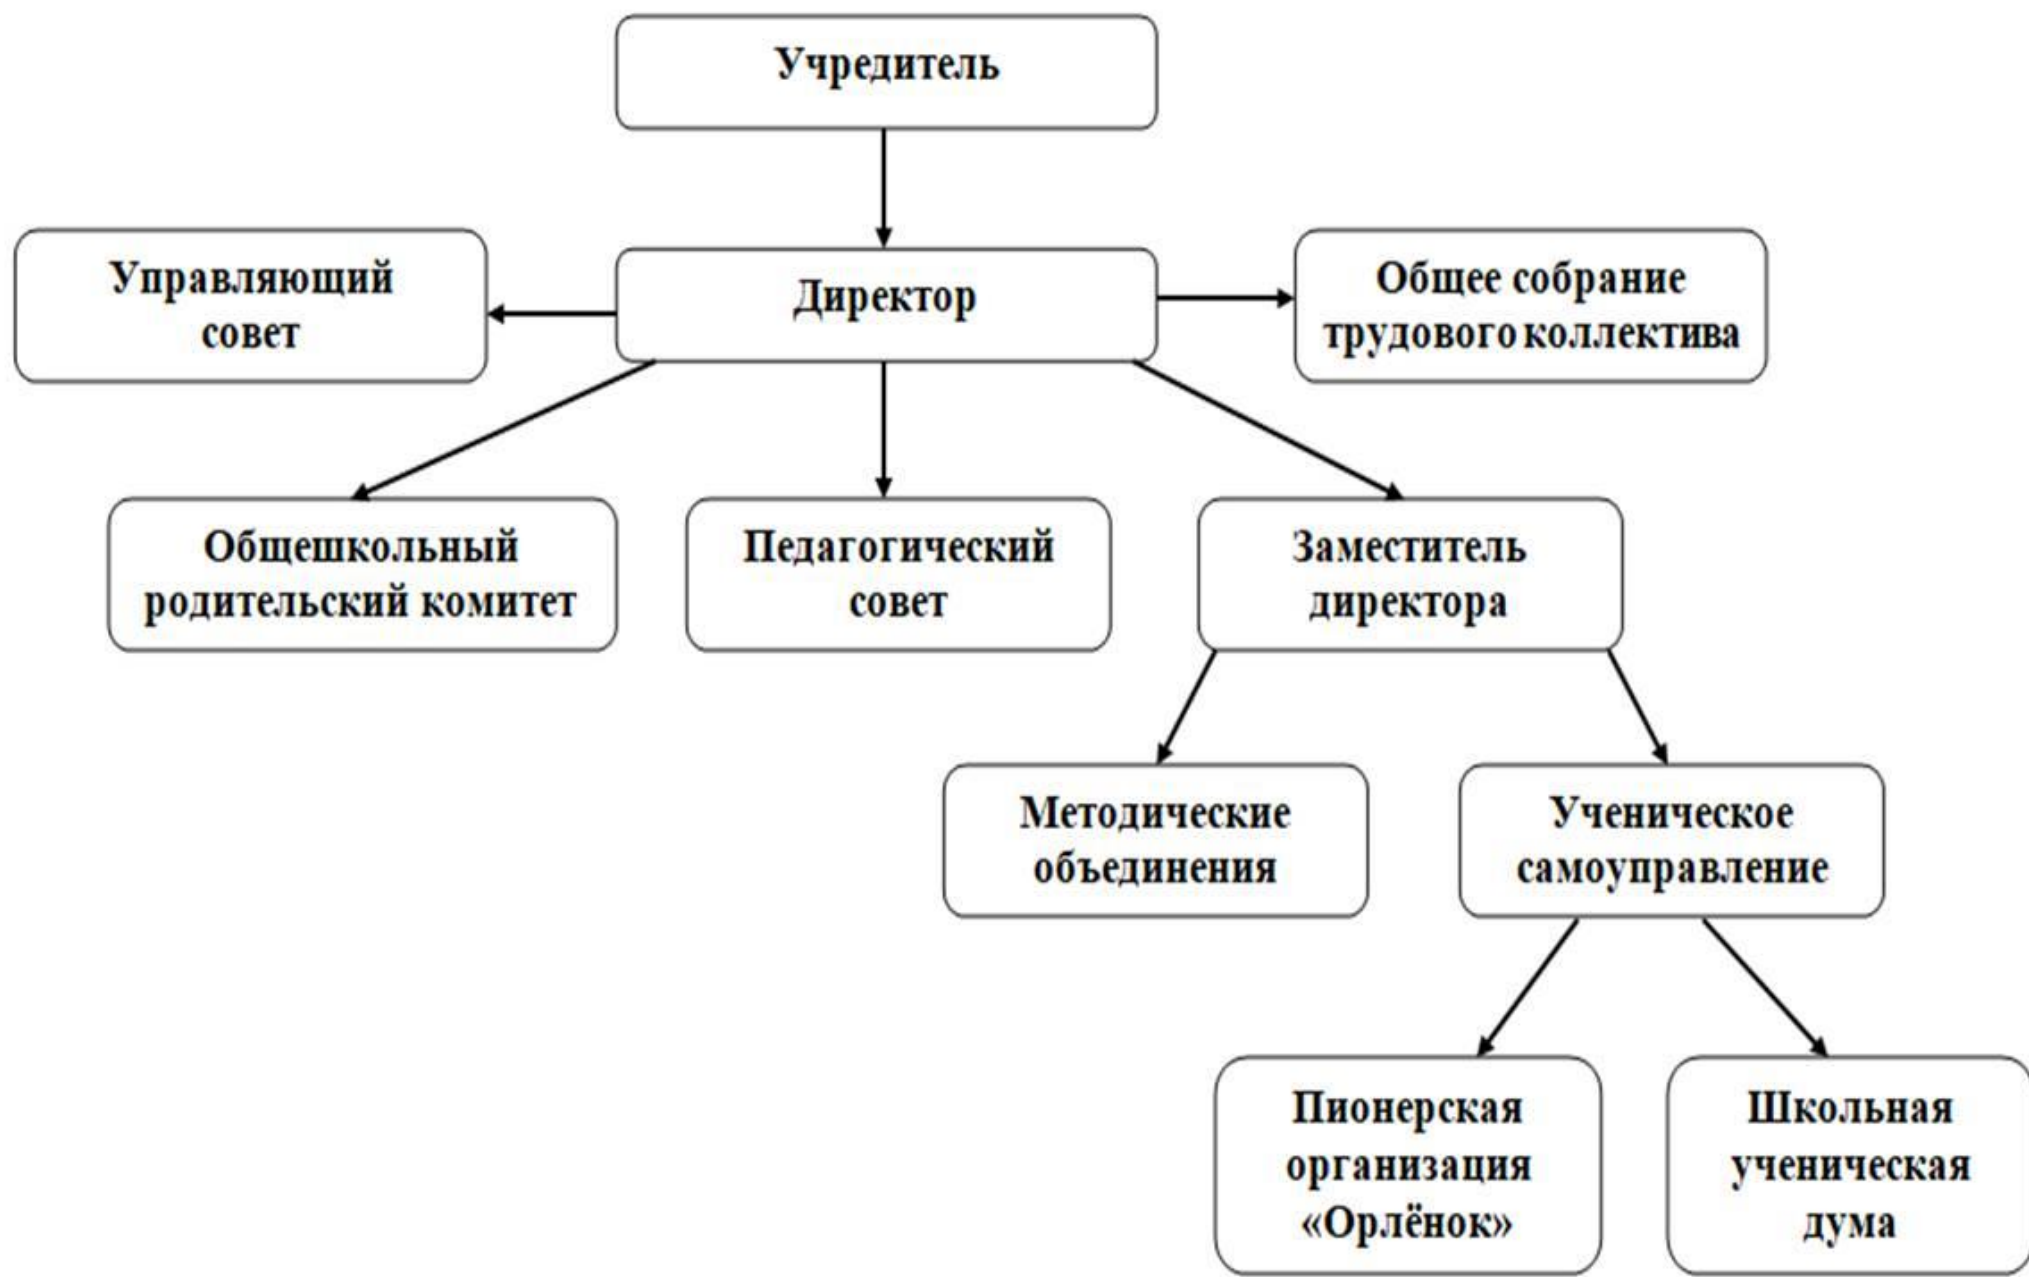 Учредитель
Управляющий
совет
Директор
Общее собрание
трудового коллектива
Общешкольный
родительский комитет
Педагогический
совет
Заместитель
директора
Методические
объединения
Ученическое
самоуправление
Пионерская
организация
«Орлёнок»
Школьная
ученическая
дума